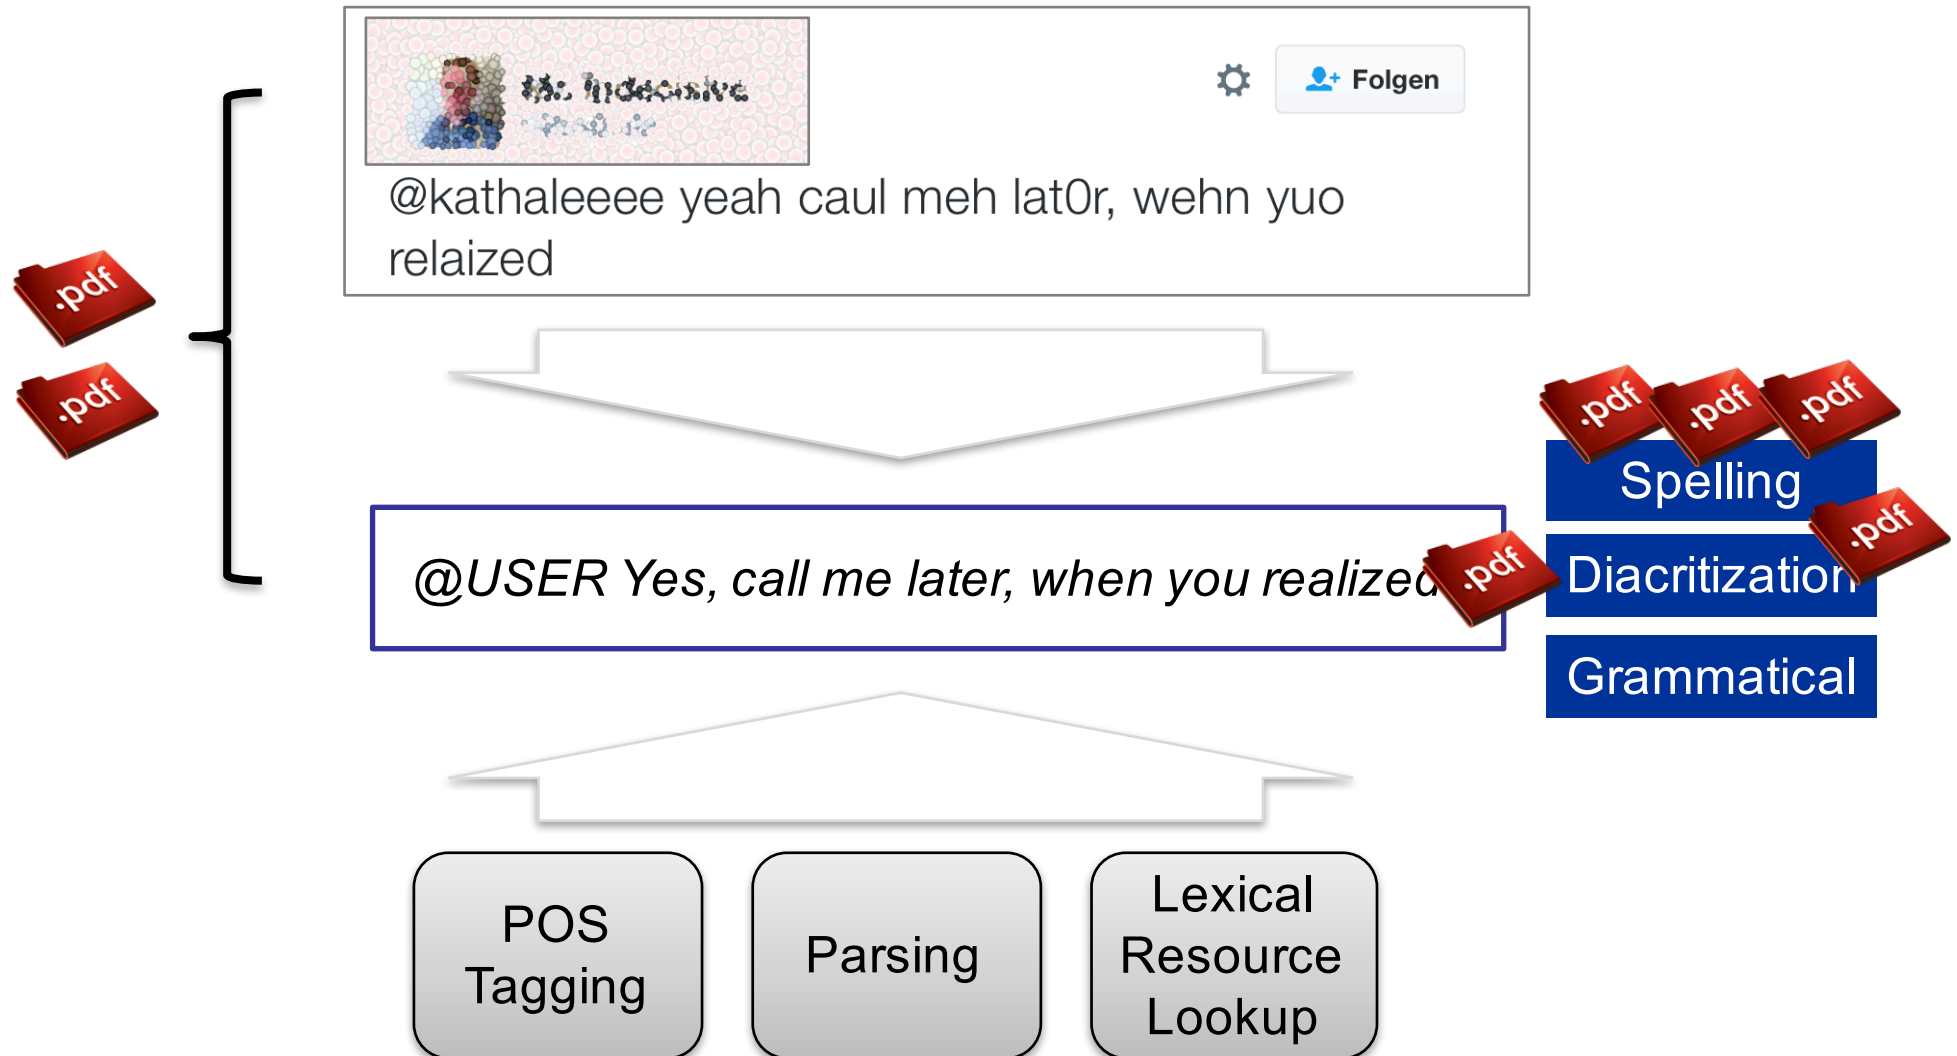 Folgen
@kathaleeee yeah caul meh lat0r, wehn yuo
relaized
.pdf
.pdf
.pdf
.pdf
.pdf
Spelling
.pdf
@USER Yes, call me later, when you realized
.pdf
Diacritization
Grammatical
POS
Tagging
Parsing
Lexical
Resource
Lookup